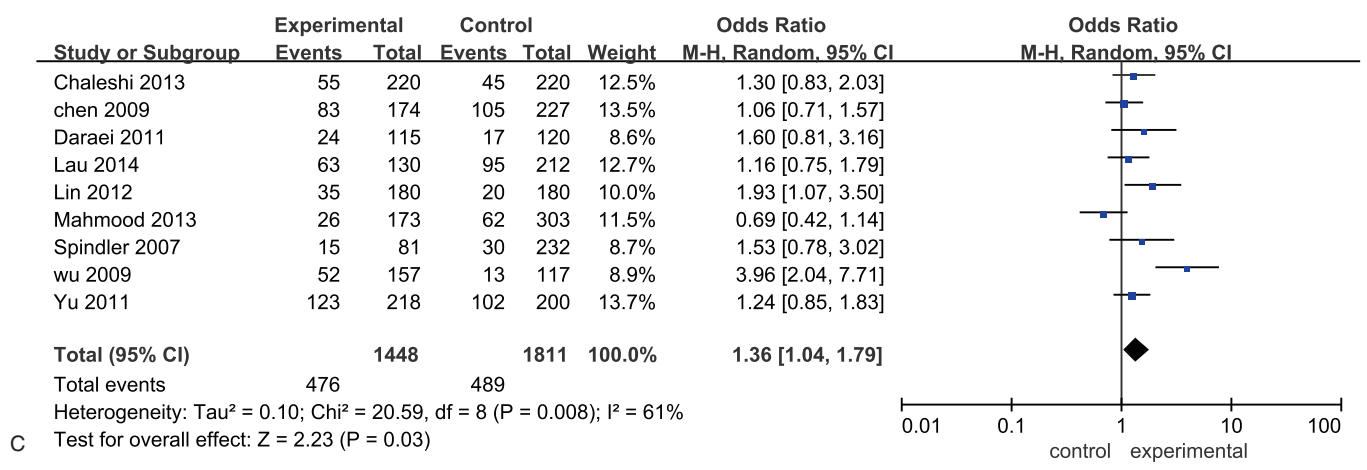 Experimental Control Odds Ratio Odds Ratio
Study or Subgroup Events Total Events Total Weight M-H, Random, 95% CI M-H, Random, 95% CI
Chaleshi 2013 55 220 45 220 12.5% 1.30 [0.83, 2.03]
chen 2009 83 174 105 227 13.5% 1.06 [0.71, 1.57]
Daraei 2011 24 115 17 120 8.6% 1.60 [0.81, 3.16]
Lau 2014 63 130 95 212 12.7% 1.16 [0.75, 1.79]
Lin 2012 35 180 20 180 10.0% 1.93 [1.07, 3.50]
Mahmood 2013 26 173 62 303 11.5% 0.69 [0.42, 1.14]
Spindler 2007 15 81 30 232 8.7% 1.53 [0.78, 3.02]
wu 2009 52 157 13 117 8.9% 3.96 [2.04, 7.71]
Yu 2011 123 218 102 200 13.7% 1.24 [0.85, 1.83]
Total (95% CI) 1448 1811 100.0% 1.36 [1.04, 1.79]
Total events 476 489
Heterogeneity: Tau² = 0.10; Chi² = 20.59, df = 8 (P = 0.008); I² = 61%
Test for overall effect: Z = 2.23 (P = 0.03)
0.01 0.1 1 10 100
control experimental
C